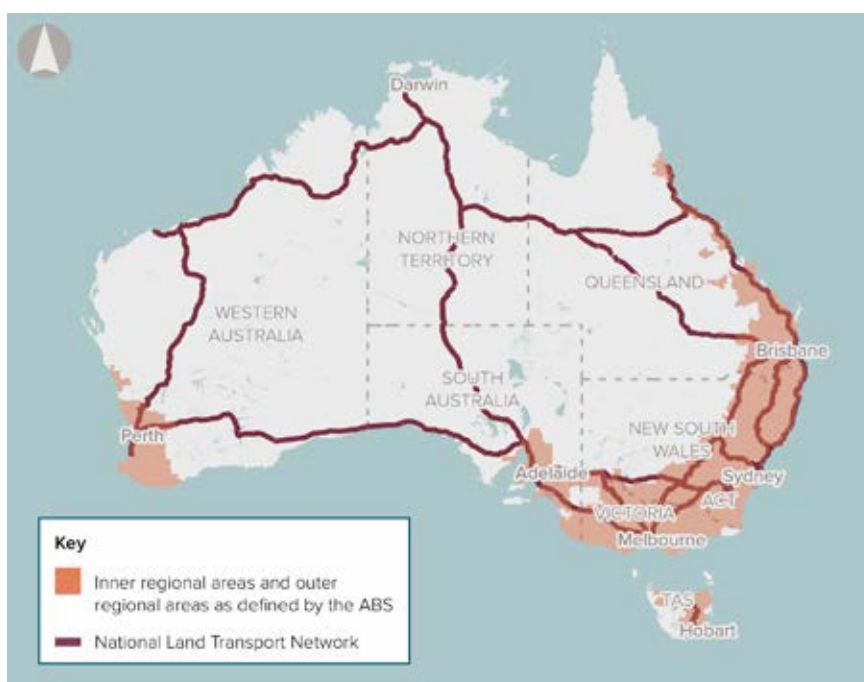 Darwin
NORTHERN
TERRITORY
QUEENSLAND
WESTERN
AUSTRALIA
Brisbane
SOUTH
AUSTRALIA
NEW SOUTH
WALES
Perth
Adelaide
Sydney
ACT
VICTORIA
Melbourne
TAS
Hobart
Key
Inner regional areas and outer
regional areas as defined by the ABS
National Land Transport Network